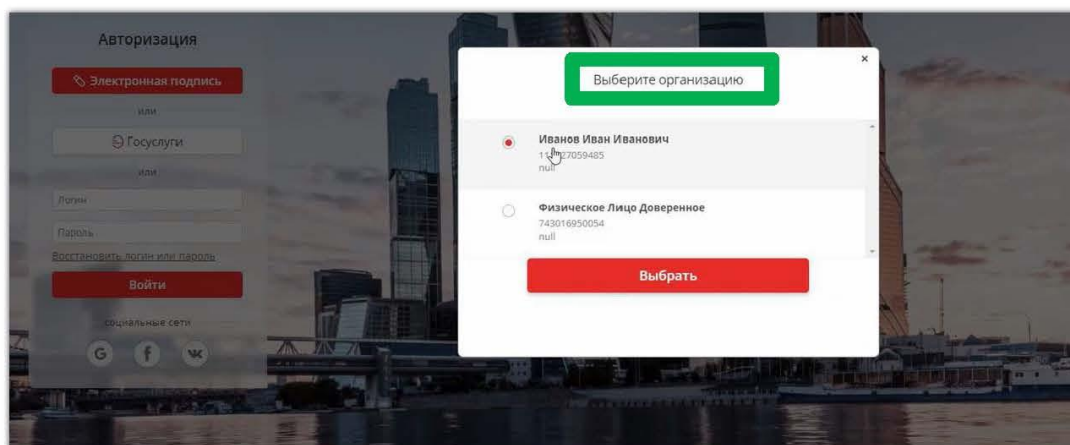 Авторизация
Электронная подпись
или
Госуслуги
или
Логин
Пароль
Восстановить логин или пароль
Войти
социальные сети
G f
Выберите организацию
×
Иванов Иван Иванович
null
Физическое Лицо Доверенное
743016950054
null
Выбрать